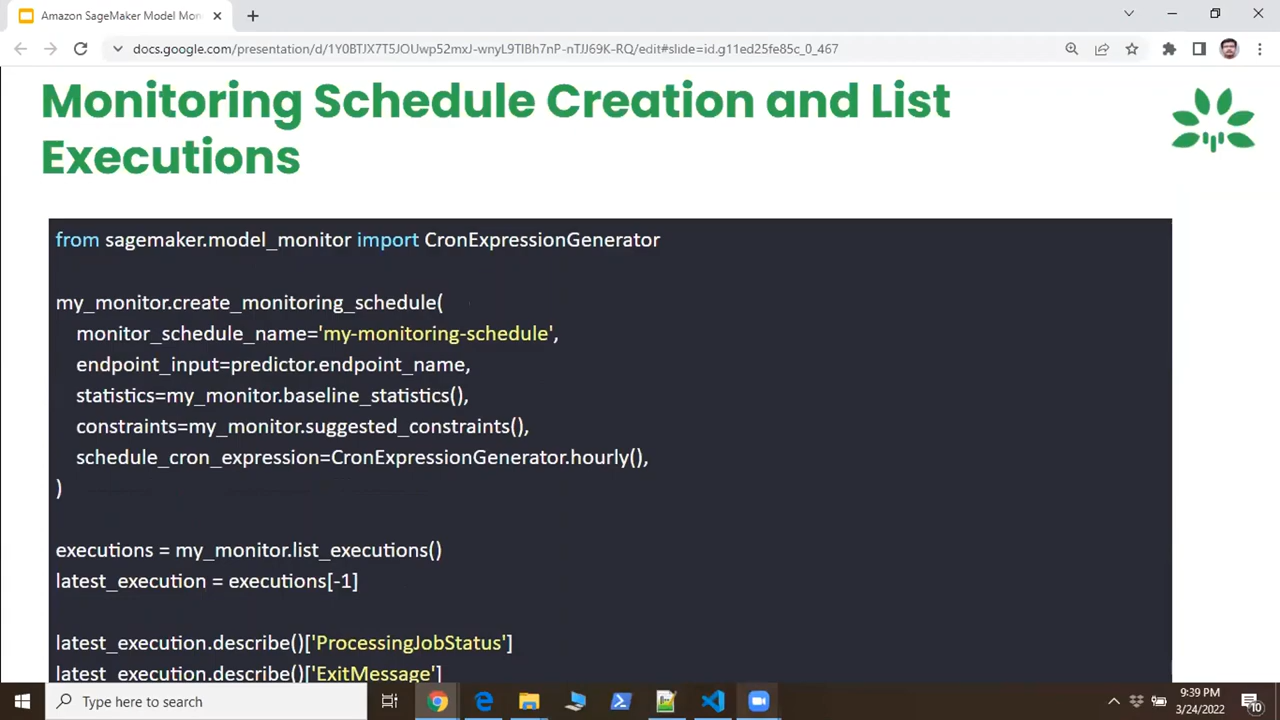 Amazon SageMaker Model Mon
docs.google.com/presentation/d/1Y0BTJX7T5JOUwp52mxJ-wnyL9TIBh7nP-nTJJ69K-RQ/edit#slide=id.g11ed25fe85c_0_467
Monitoring Schedule Creation and List
Executions
from sagemaker.model_monitor import CronExpressionGenerator
my_monitor.create_monitoring_schedule(
monitor_schedule_name='my-monitoring-schedule',
endpoint_input=predictor.endpoint_name,
statistics=my_monitor.baseline_statistics(),
constraints=my_monitor.suggested_constraints(),
schedule_cron_expression=CronExpressionGenerator.hourly(),
)
executions = my_monitor.list_executions()
latest_execution = executions[-1]
latest_execution.describe()['ProcessingJobStatus']
latest_execution.describe()['ExitMessage']
Type here to search
9:39 PM
3/24/2022
10